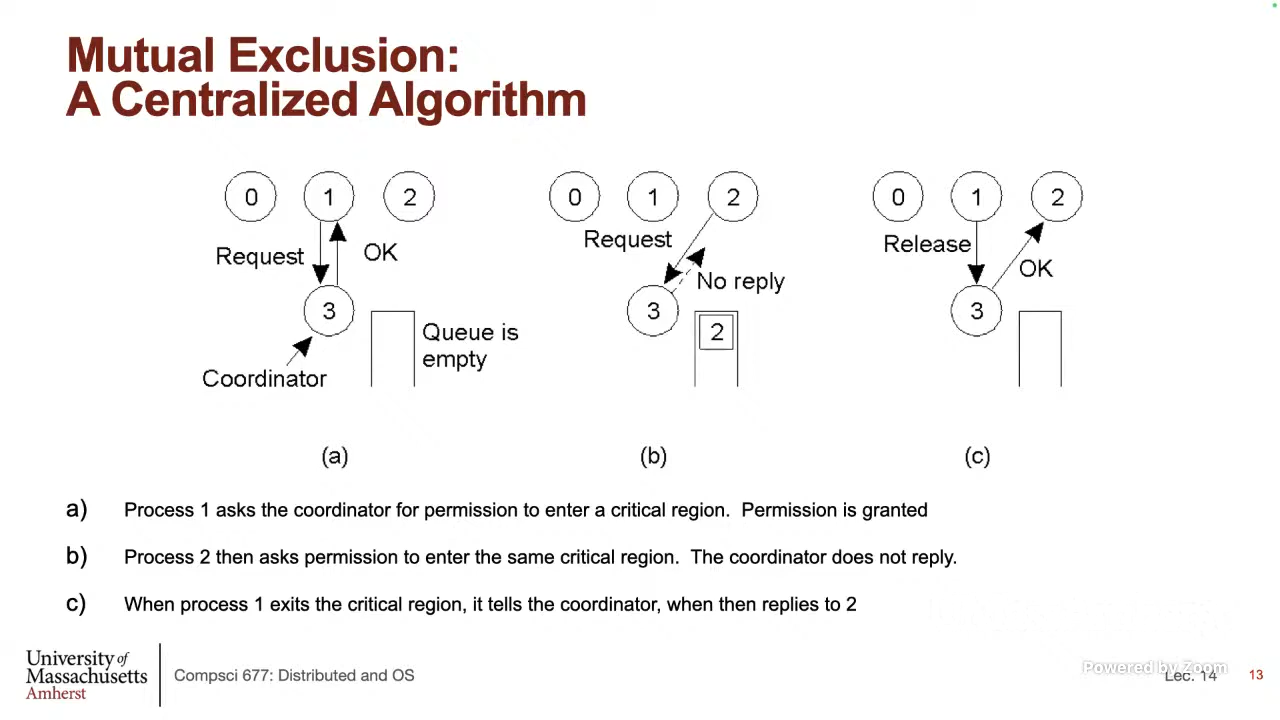 Mutual Exclusion:
A Centralized Algorithm
0 1 2
Request
OK
3
Queue is
empty
Coordinator
(a)
0 1 2
Request
No reply
3
2
(b)
0 1 2
Release
OK
3
(c)
a) Process 1 asks the coordinator for permission to enter a critical region. Permission is granted
b) Process 2 then asks permission to enter the same critical region. The coordinator does not reply.
c) When process 1 exits the critical region, it tells the coordinator, when then replies to 2
University of
Massachusetts
Amherst
Compsci 677: Distributed and OS
Powered by Zoom
Lec. 14
13